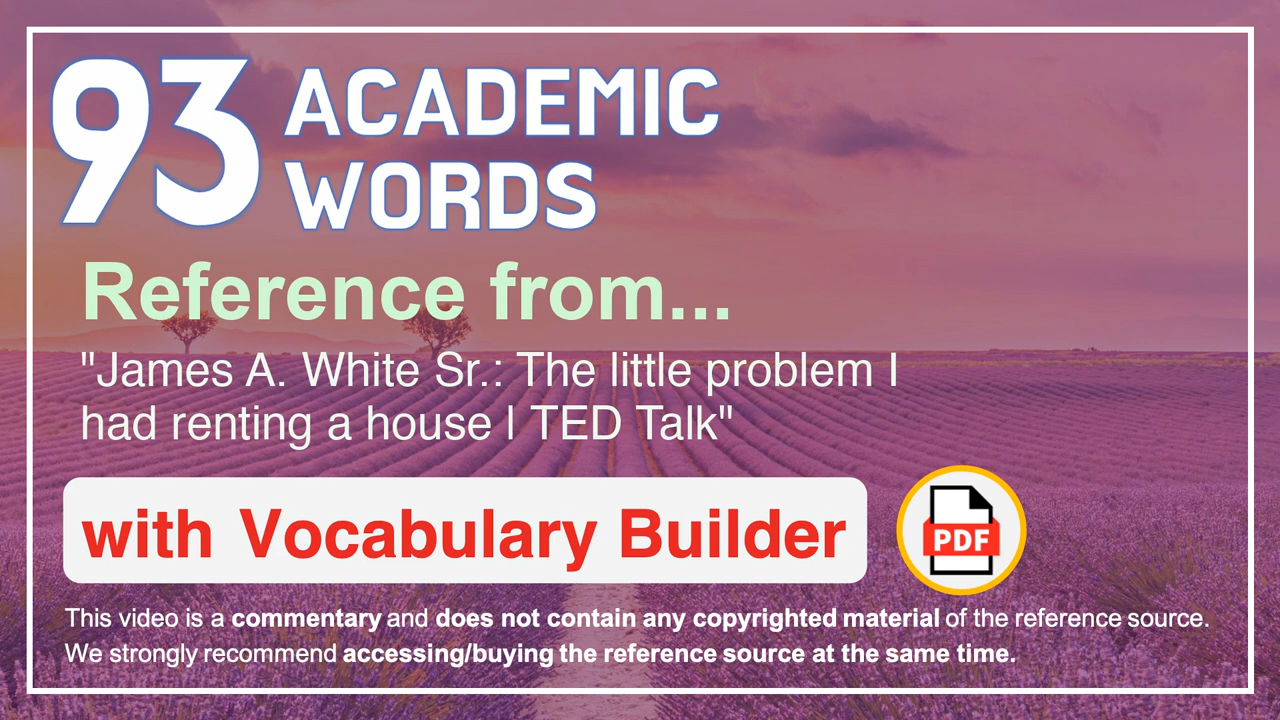 93 ACADEMIC
WORDS
Reference from...
"James A. White Sr.: The little problem I
had renting a house | TED Talk"
with Vocabulary Builder
PDF
This video is a commentary and does not contain any copyrighted material of the reference source.
We strongly recommend accessing/buying the reference source at the same time.